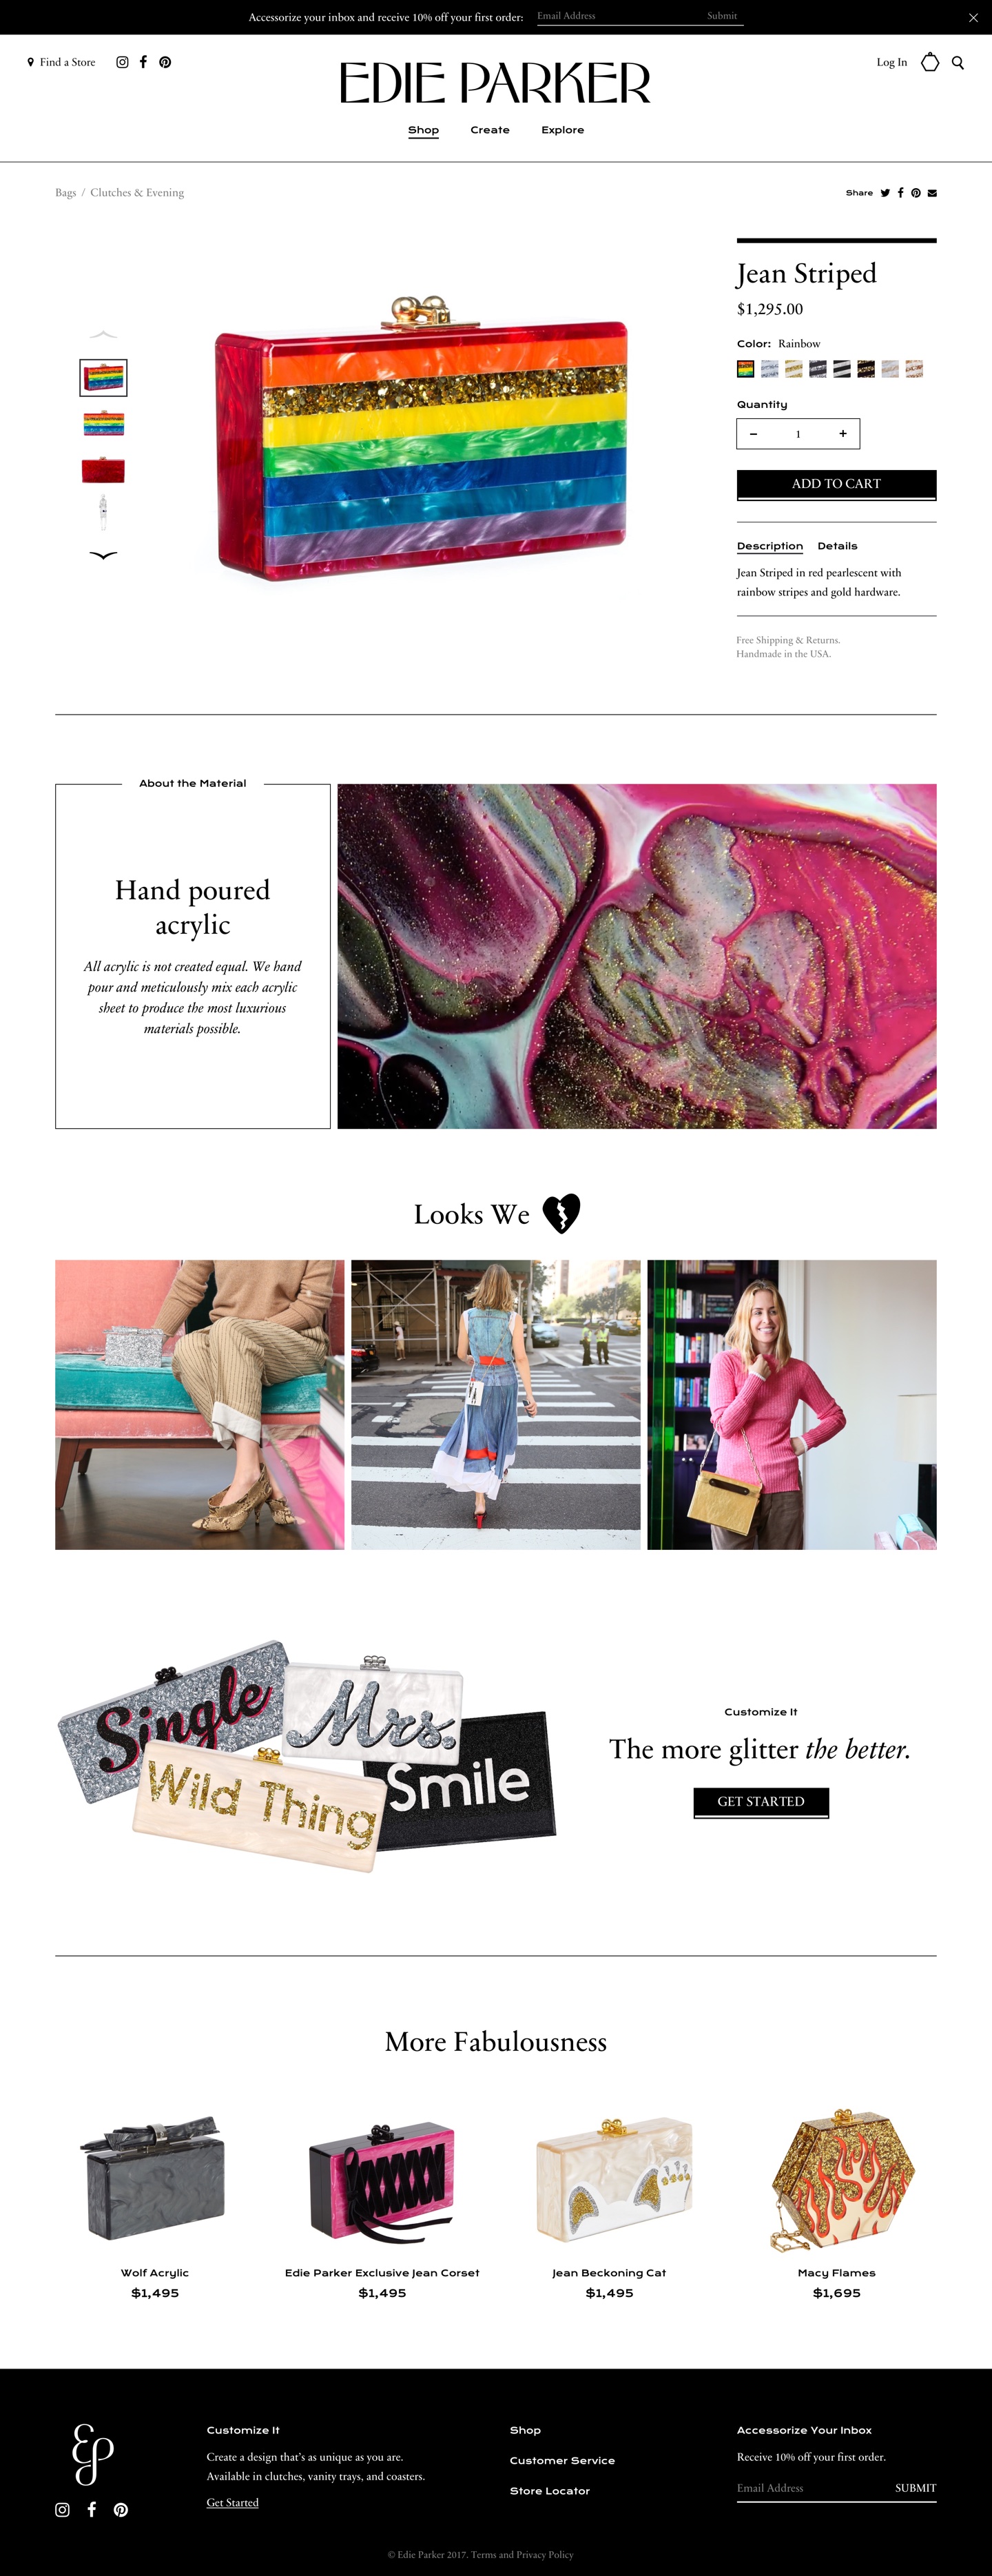 Accessorize your inbox and receive 10% off your first order: Email Address Submit
Find a Store
Log In
EDIE PARKER
Shop Create Explore
Bags / Clutches & Evening
Share
Jean Striped
$1,295.00
Color: Rainbow
Quantity
– 1 +
ADD TO CART
Description Details
Jean Striped in red pearlescent with
rainbow stripes and gold hardware.
Free Shipping & Returns.
Handmade in the USA.
About the Material
Hand poured
acrylic
All acrylic is not created equal. We hand
pour and meticulously mix each acrylic
sheet to produce the most luxurious
materials possible.
Looks We
Single
Mrs.
Wild Thing
Smile
Customize It
The more glitter the better.
GET STARTED
More Fabulousness
Wolf Acrylic
$1,495
Edie Parker Exclusive Jean Corset
$1,495
Jean Beckoning Cat
$1,495
Macy Flames
$1,695
EP
Customize It
Create a design that's as unique as you are.
Available in clutches, vanity trays, and coasters.
Get Started
Shop
Customer Service
Store Locator
Accessorize Your Inbox
Receive 10% off your first order.
Email Address SUBMIT
© Edie Parker 2017. Terms and Privacy Policy